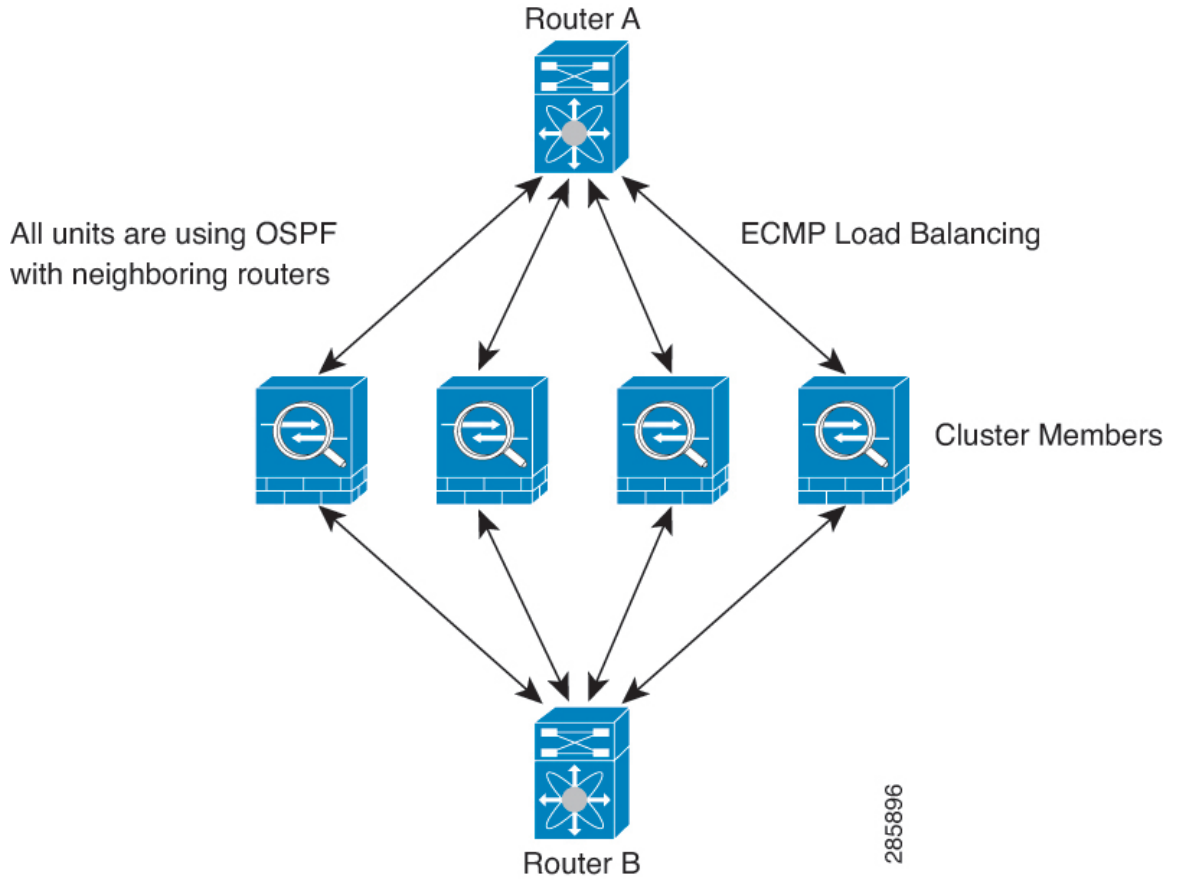 Router A
All units are using OSPF
with neighboring routers
ECMP Load Balancing
Cluster Members
Router B
285896